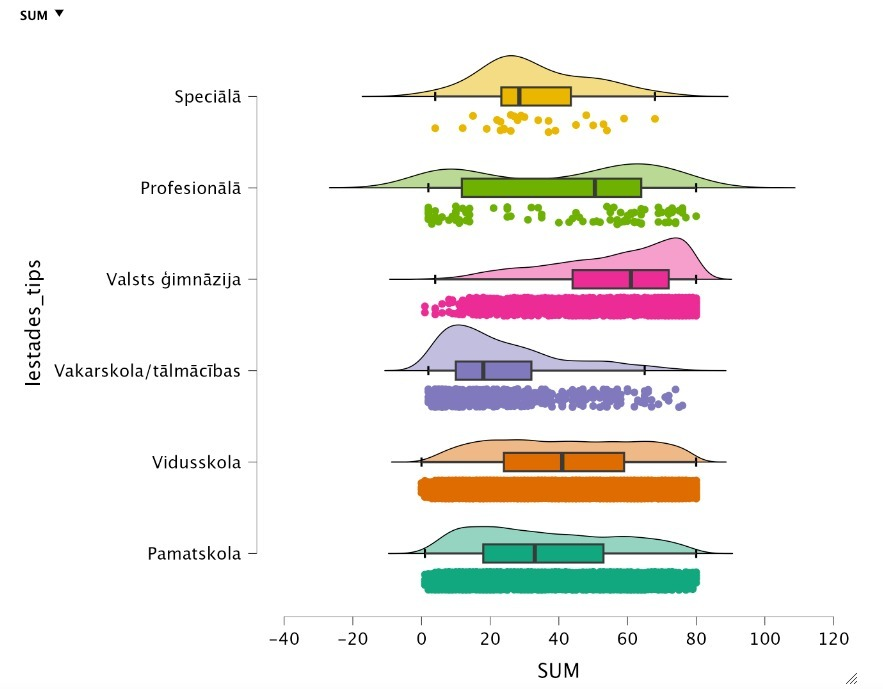 SUM ▼
Speciālā
Profesionālā
Valsts ģimnāzija
Vakarskola/tālmācības
Vidusskola
Pamatskola
Iestades_tips
-40 -20 0 20 40 60 80 100 120
SUM